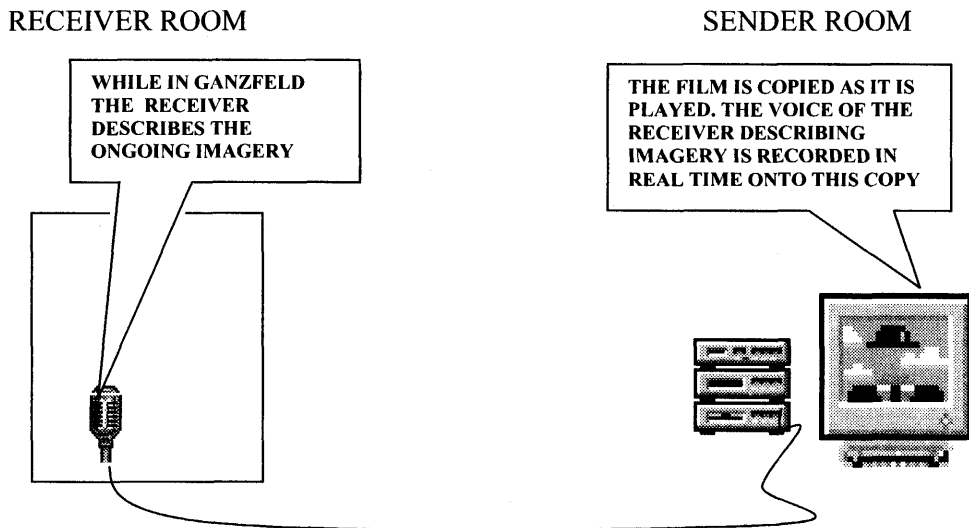 RECEIVER ROOM
SENDER ROOM
WHILE IN GANZFELD
THE RECEIVER
DESCRIBES THE
ONGOING IMAGERY
THE FILM IS COPIED AS IT IS
PLAYED. THE VOICE OF THE
RECEIVER DESCRIBING
IMAGERY IS RECORDED IN
REAL TIME ONTO THIS COPY